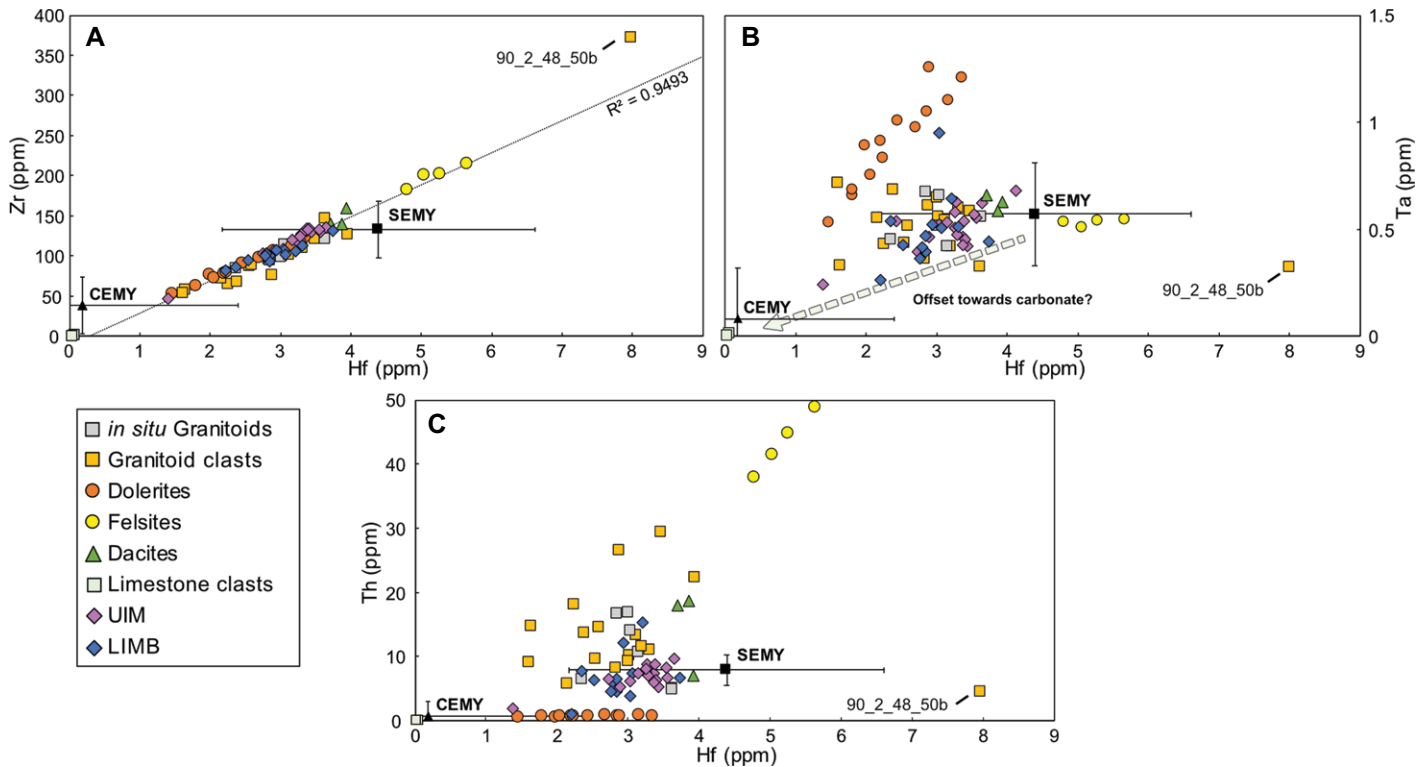 A
400
350
300
250
200
150
100
50
0
Zr (ppm)
90_2_48_50b
R² = 0.9493
SEMY
CEMY
0 1 2 3 4 5 6 7 8 9
Hf (ppm)
B
1.5
1
0.5
0
Ta (ppm)
SEMY
CEMY
Offset towards carbonate?
90_2_48_50b
0 1 2 3 4 5 6 7 8 9
Hf (ppm)
in situ Granitoids
Granitoid clasts
Dolerites
Felsites
Dacites
Limestone clasts
UIM
LIMB
C
50
40
30
20
10
0
Th (ppm)
SEMY
CEMY
90_2_48_50b
0 1 2 3 4 5 6 7 8 9
Hf (ppm)